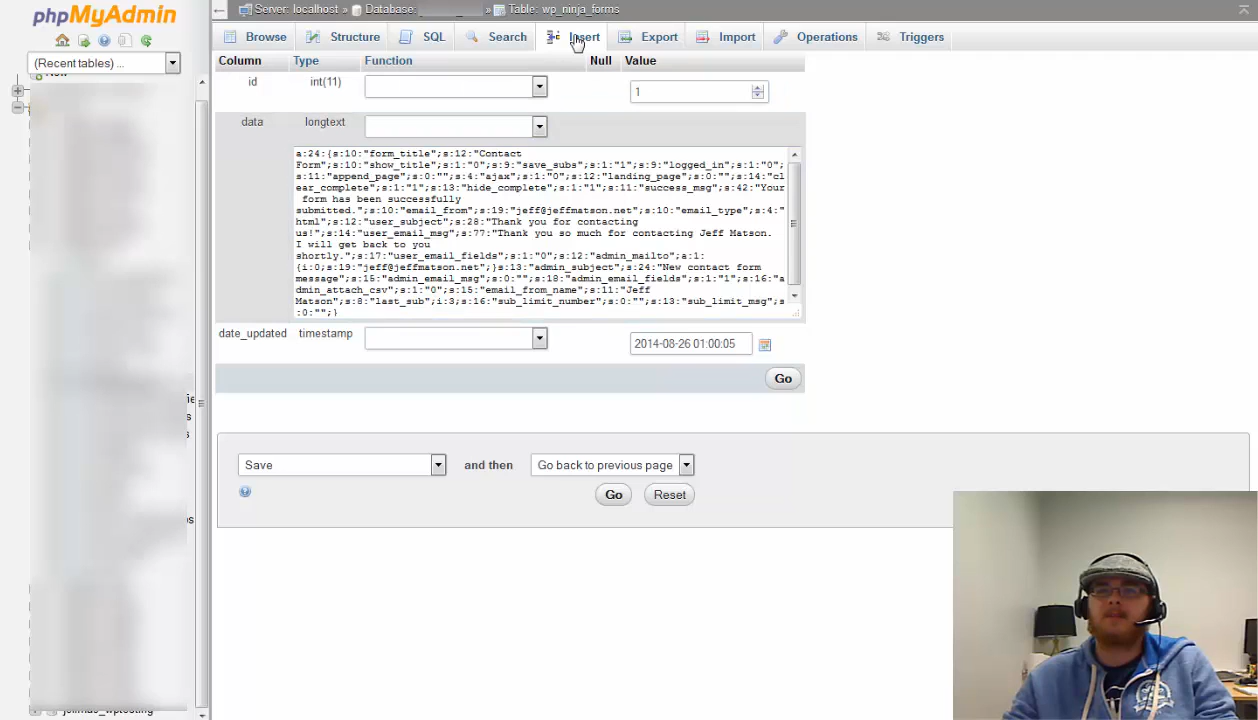 phpMyAdmin
Server: localhost » Database: » Table: wp_ninja_forms
Browse Structure SQL Search Insert Export Import Operations Triggers
(Recent tables) ...
Column Type Function Null Value
id int(11) 1
data longtext
a:24:{s:10:"form_title";s:12:"Contact
Form";s:10:"show_title";s:1:"0";s:9:"save_subs";s:1:"1";s:9:"logged_in";s:1:"0";
s:11:"append_page";s:0:"";s:4:"ajax";s:1:"0";s:12:"landing_page";s:0:"";s:14:"cl
ear_complete";s:1:"1";s:13:"hide_complete";s:1:"1";s:11:"success_msg";s:42:"Your
form has been successfully
submitted.";s:10:"email_from";s:19:"jeff@jeffmatson.net";s:10:"email_type";s:4:"
html";s:12:"user_subject";s:28:"Thank you for contacting
us!";s:14:"user_email_msg";s:77:"Thank you so much for contacting Jeff Matson.
I will get back to you
shortly.";s:17:"user_email_fields";s:1:"0";s:12:"admin_mailto";a:1:
{i:0;s:19:"jeff@jeffmatson.net";}s:13:"admin_subject";s:24:"New contact form
message";s:15:"admin_email_msg";s:0:"";s:18:"admin_email_fields";s:1:"1";s:16:"a
dmin_attach_csv";s:1:"0";s:15:"email_from_name";s:11:"Jeff
Matson";s:8:"last_sub";i:3;s:16:"sub_limit_number";s:0:"";s:13:"sub_limit_msg";s
:0:"";}
date_updated timestamp 2014-08-26 01:00:05
Go
Save and then Go back to previous page
Go Reset